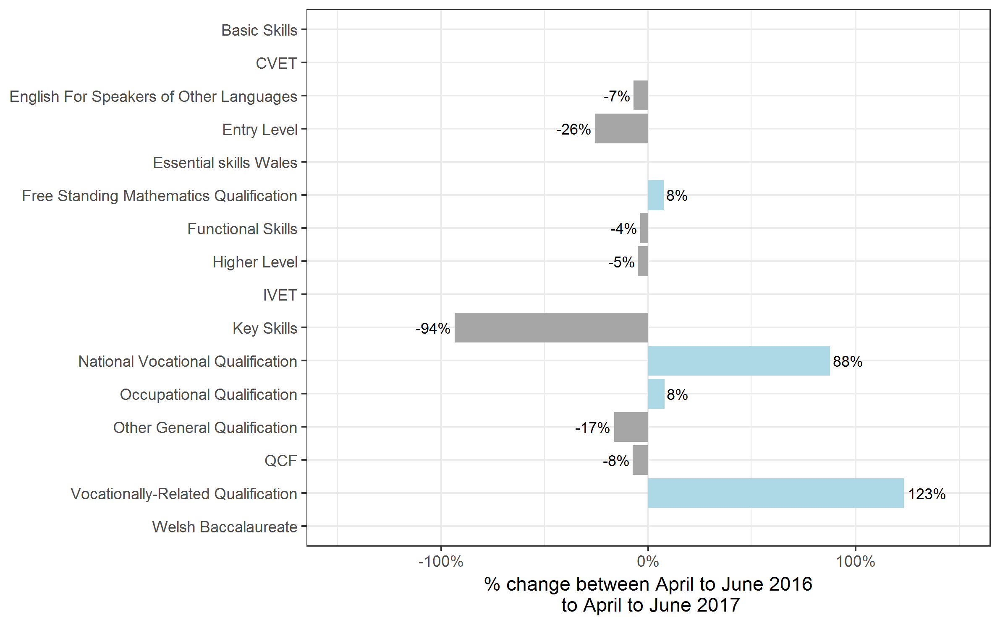 Basic Skills
CVET
English For Speakers of Other Languages -7%
Entry Level -26%
Essential skills Wales
Free Standing Mathematics Qualification 8%
Functional Skills -4%
Higher Level -5%
IVET
Key Skills -94%
National Vocational Qualification 88%
Occupational Qualification 8%
Other General Qualification -17%
QCF -8%
Vocationally-Related Qualification 123%
Welsh Baccalaureate
-100% 0% 100%
% change between April to June 2016
to April to June 2017